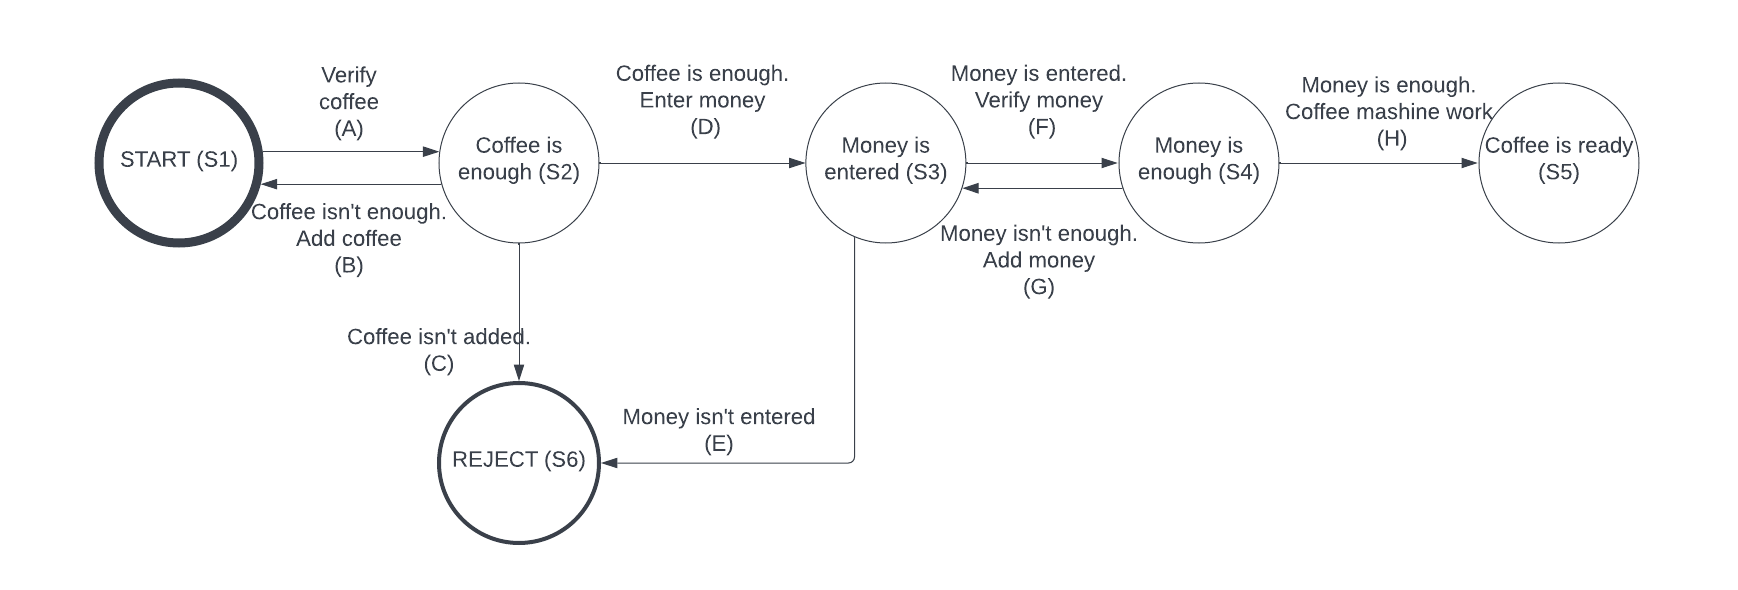 Verify
coffee
(A)
Coffee is enough.
Enter money
(D)
Money is entered.
Verify money
(F)
Money is enough.
Coffee mashine work
(H)
START (S1)
Coffee is
enough (S2)
Money is
entered (S3)
Money is
enough (S4)
Coffee is ready
(S5)
Coffee isn't enough.
Add coffee
(B)
Money isn't enough.
Add money
(G)
Coffee isn't added.
(C)
Money isn't entered
(E)
REJECT (S6)